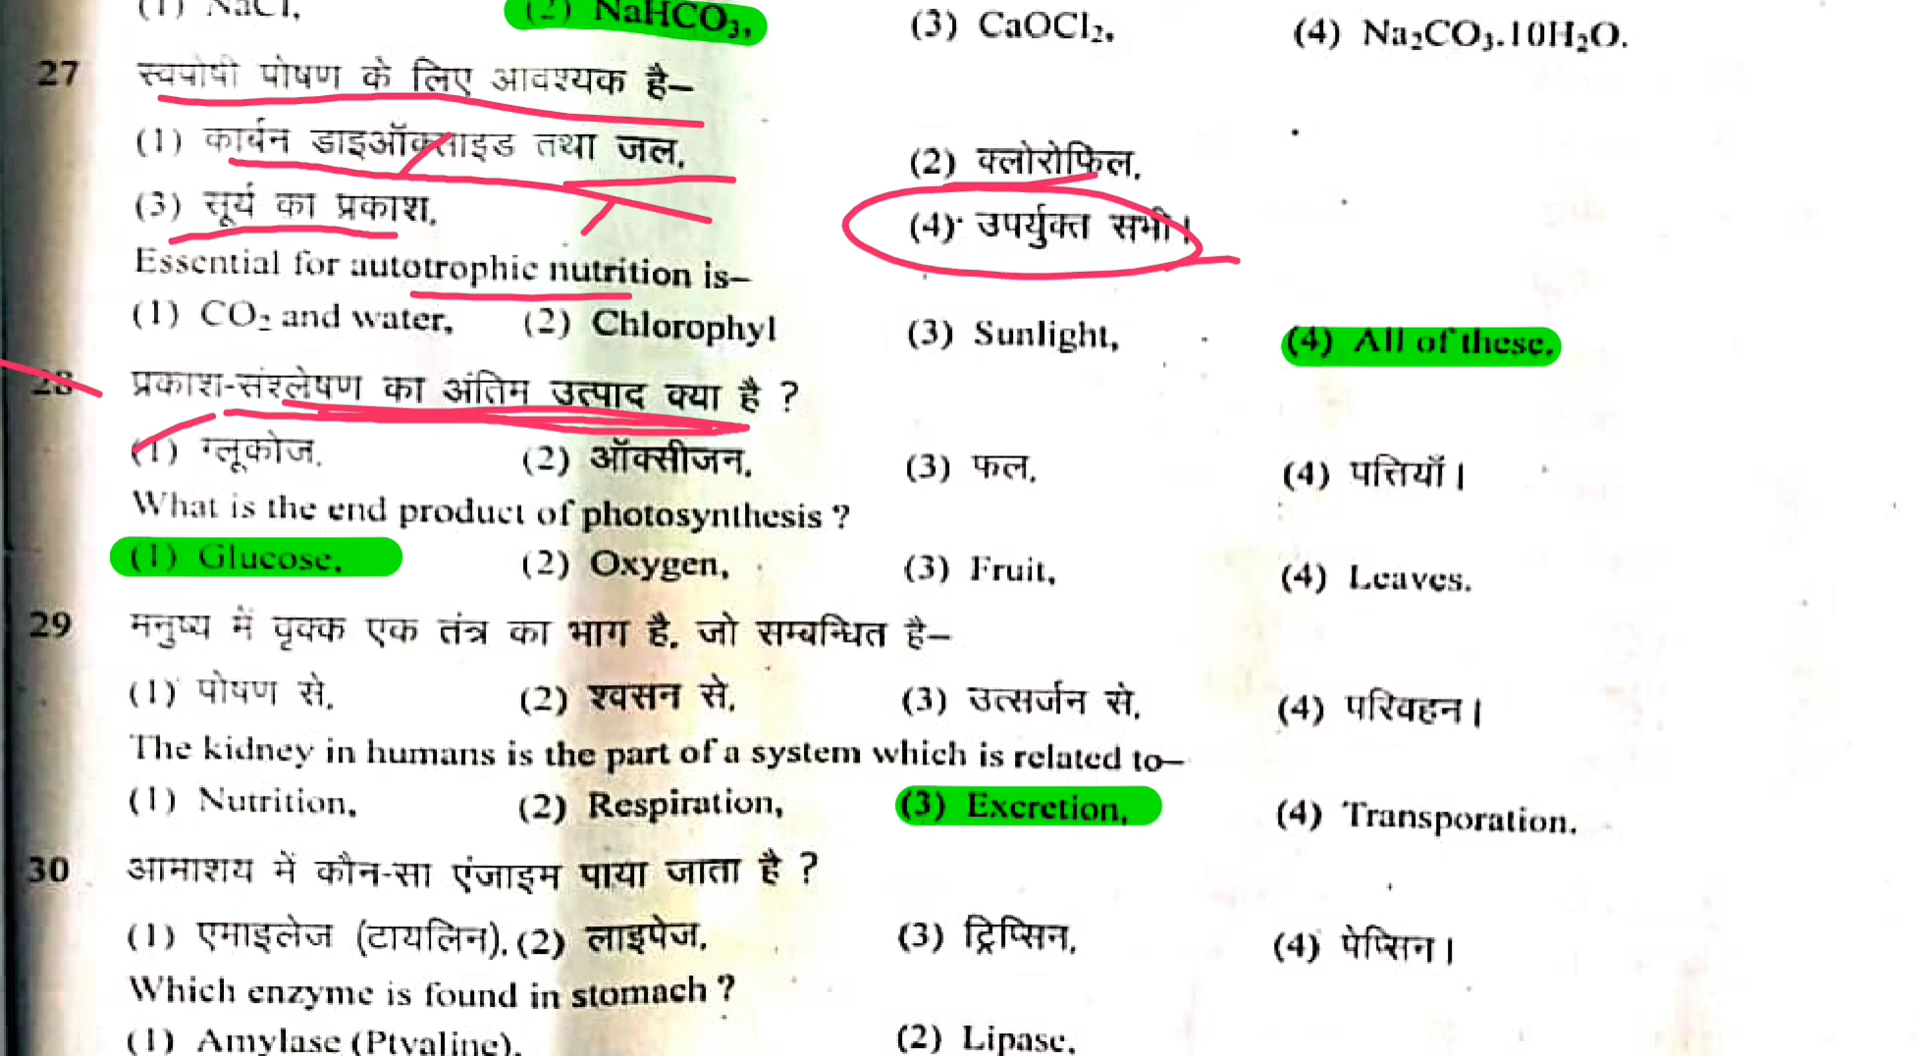 (1) NaCl, (2) NaHCO₃, (3) CaOCl₂, (4) Na₂CO₃.10H₂O.
27 स्वपोषी पोषण के लिए आवश्यक है–
(1) कार्बन डाइऑक्साइड तथा जल, (2) क्लोरोफिल,
(3) सूर्य का प्रकाश, (4) उपर्युक्त सभी।
Essential for autotrophic nutrition is–
(1) CO₂ and water, (2) Chlorophyl (3) Sunlight, (4) All of these.
28 प्रकाश-संश्लेषण का अंतिम उत्पाद क्या है ?
(1) ग्लूकोज, (2) ऑक्सीजन, (3) फल, (4) पत्तियाँ।
What is the end product of photosynthesis ?
(1) Glucose, (2) Oxygen, (3) Fruit, (4) Leaves.
29 मनुष्य में वृक्क एक तंत्र का भाग है, जो सम्बन्धित है–
(1) पोषण से, (2) श्वसन से, (3) उत्सर्जन से, (4) परिवहन।
The kidney in humans is the part of a system which is related to–
(1) Nutrition, (2) Respiration, (3) Excretion, (4) Transporation.
30 आमाशय में कौन-सा एंजाइम पाया जाता है ?
(1) एमाइलेज (टायलिन), (2) लाइपेज, (3) ट्रिप्सिन, (4) पेप्सिन।
Which enzyme is found in stomach ?
(1) Amylase (Ptyaline), (2) Lipase,